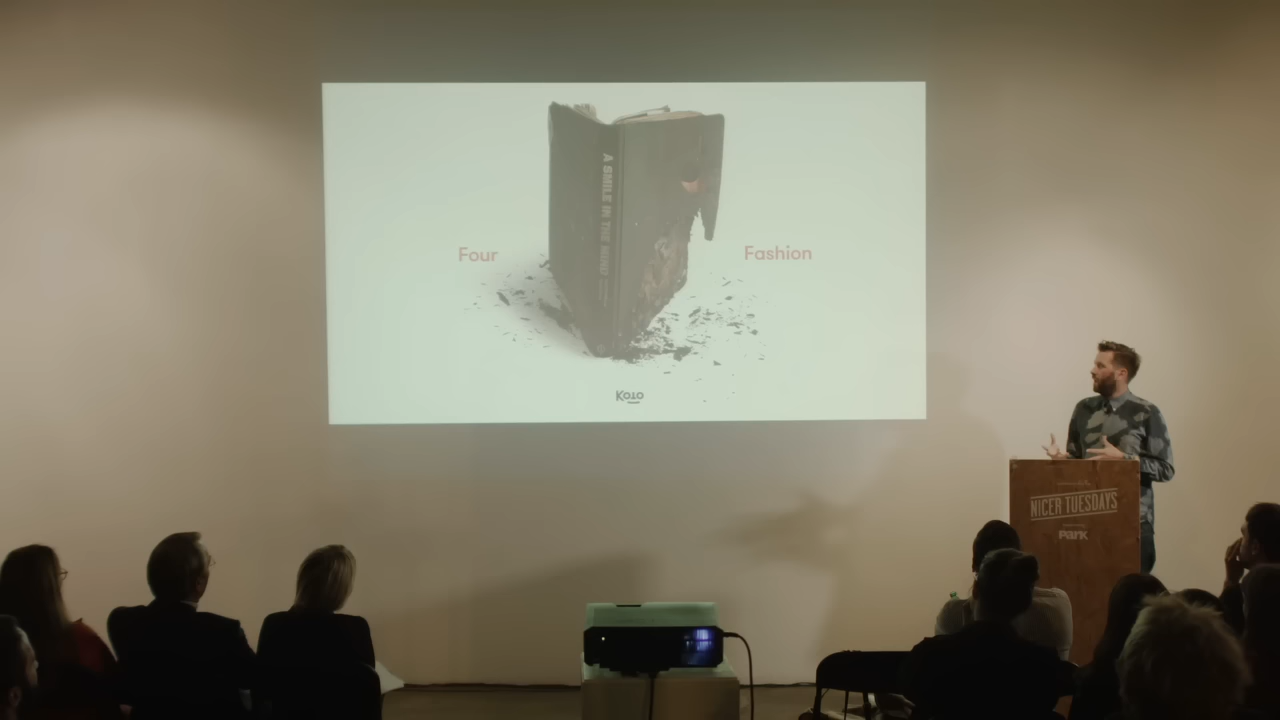 A SMILE IN THE MIND
Four
Fashion
KOTO
NICER TUESDAYS
PARK